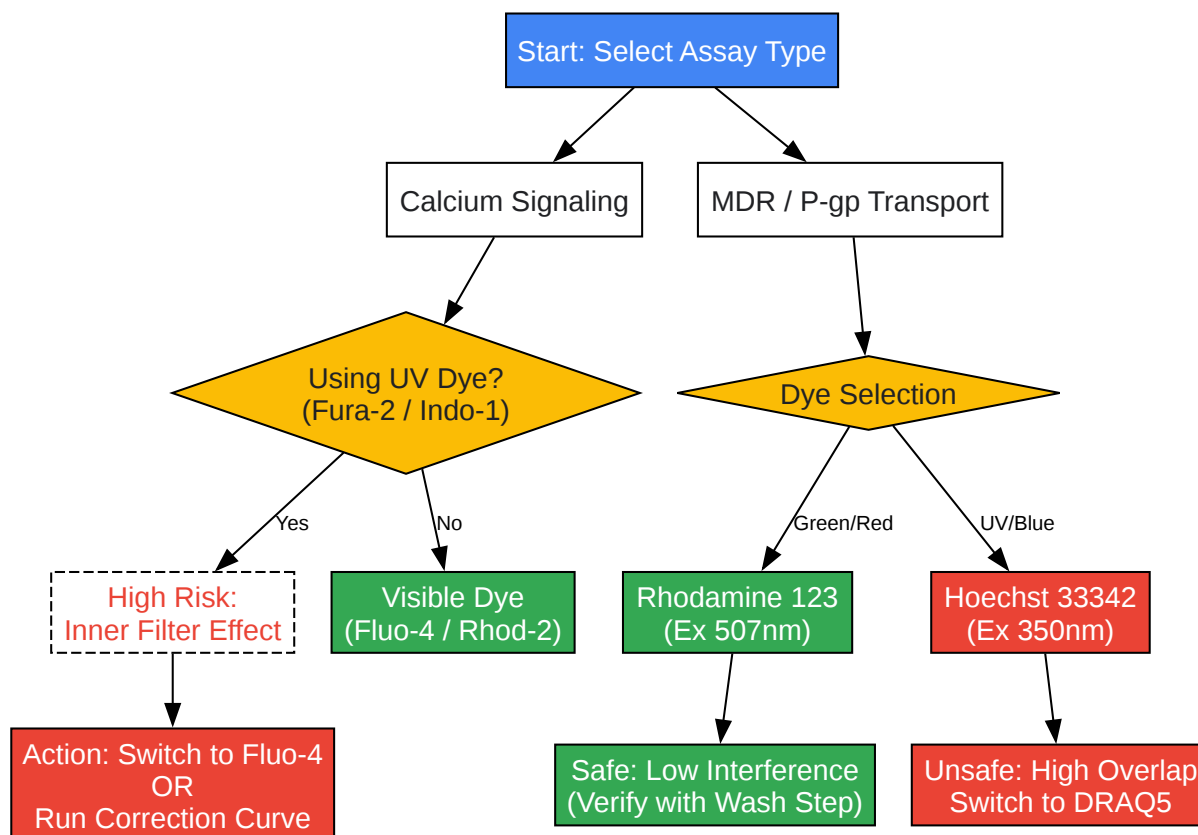 Start: Select Assay Type
Calcium Signaling
MDR / P-gp Transport
Using UV Dye?
(Fura-2 / Indo-1)
Dye Selection
Yes
No
Green/Red
UV/Blue
High Risk:
Inner Filter Effect
Visible Dye
(Fluo-4 / Rhod-2)
Rhodamine 123
(Ex 507nm)
Hoechst 33342
(Ex 350nm)
Action: Switch to Fluo-4
OR
Run Correction Curve
Safe: Low Interference
(Verify with Wash Step)
Unsafe: High Overlap
Switch to DRAQ5